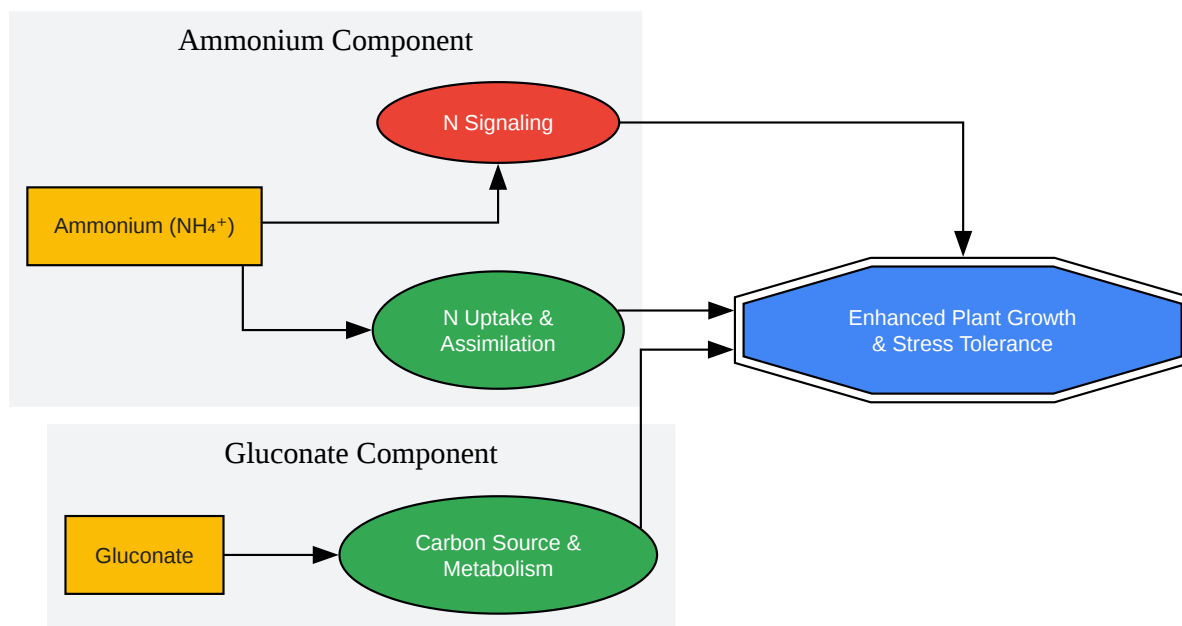 Ammonium Component
N Signaling
Ammonium (NH₄⁺)
N Uptake &
Assimilation
Enhanced Plant Growth
& Stress Tolerance
Gluconate Component
Gluconate
Carbon Source &
Metabolism